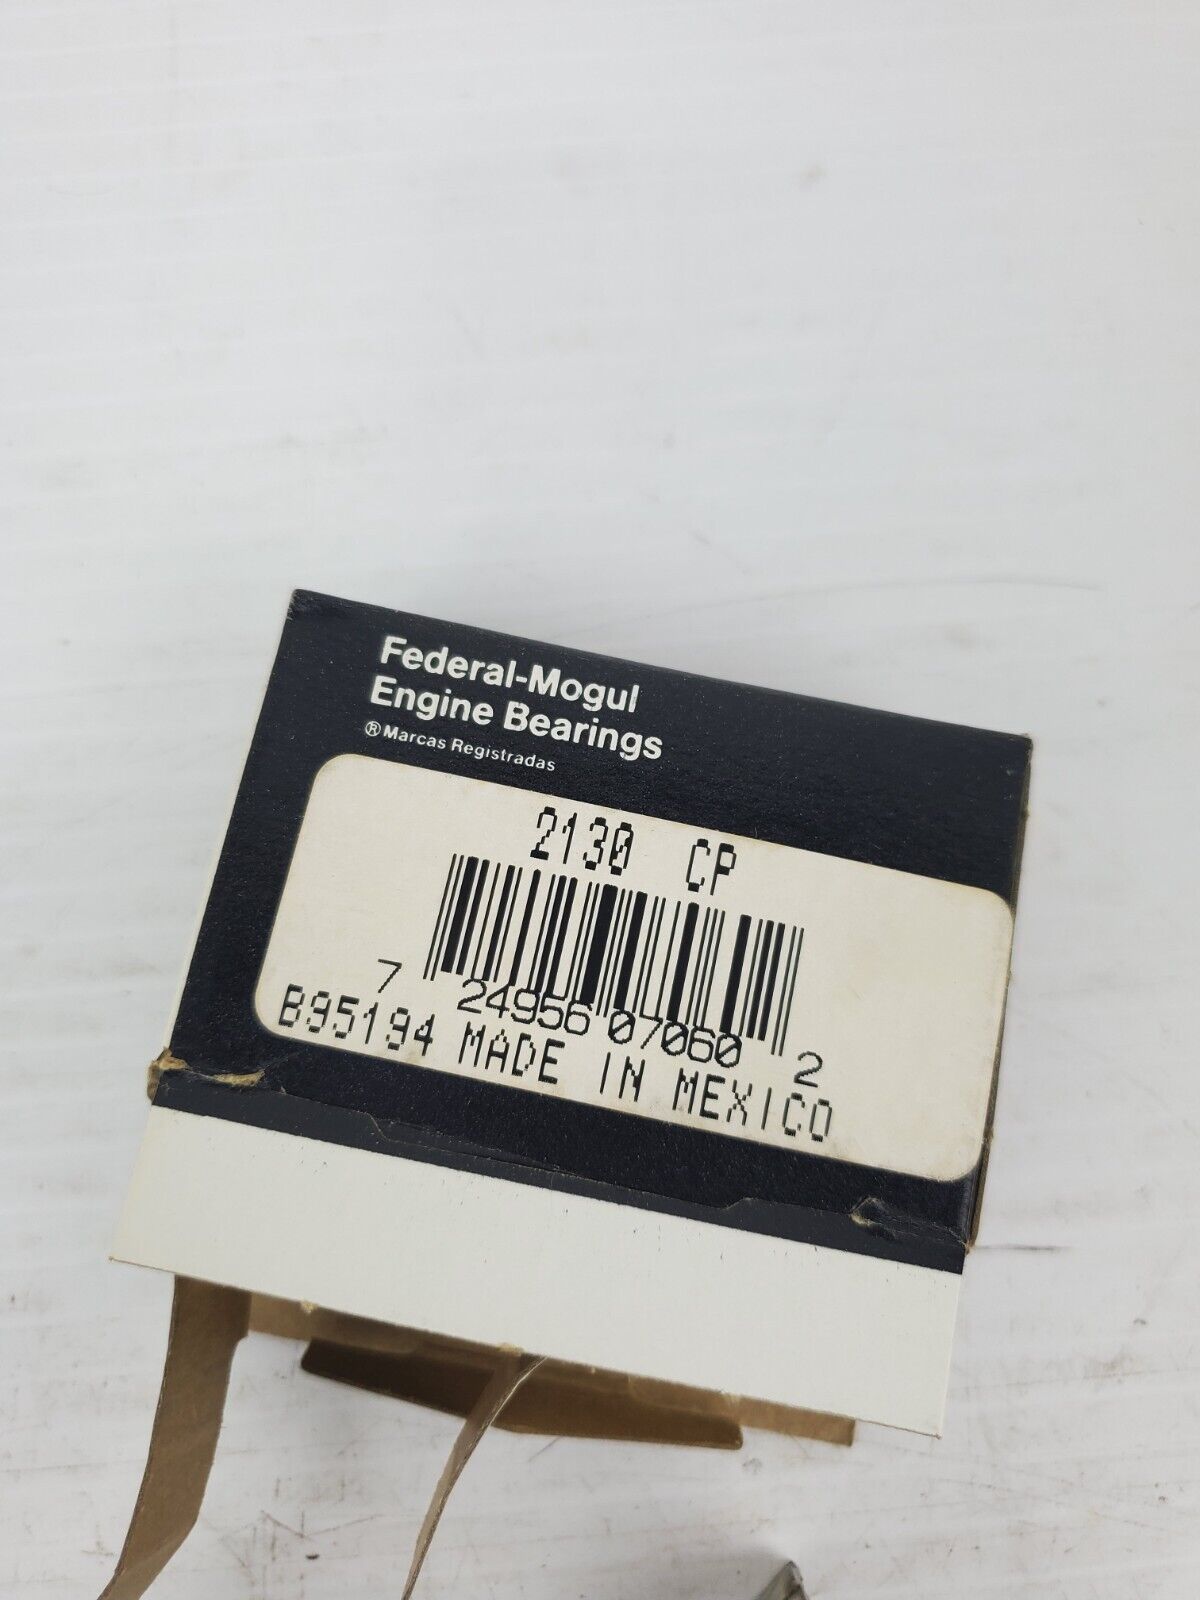 Federal-Mogul
Engine Bearings
® Marcas Registradas
2130 CP
7 24956 07060 2
B95194 MADE IN MEXICO